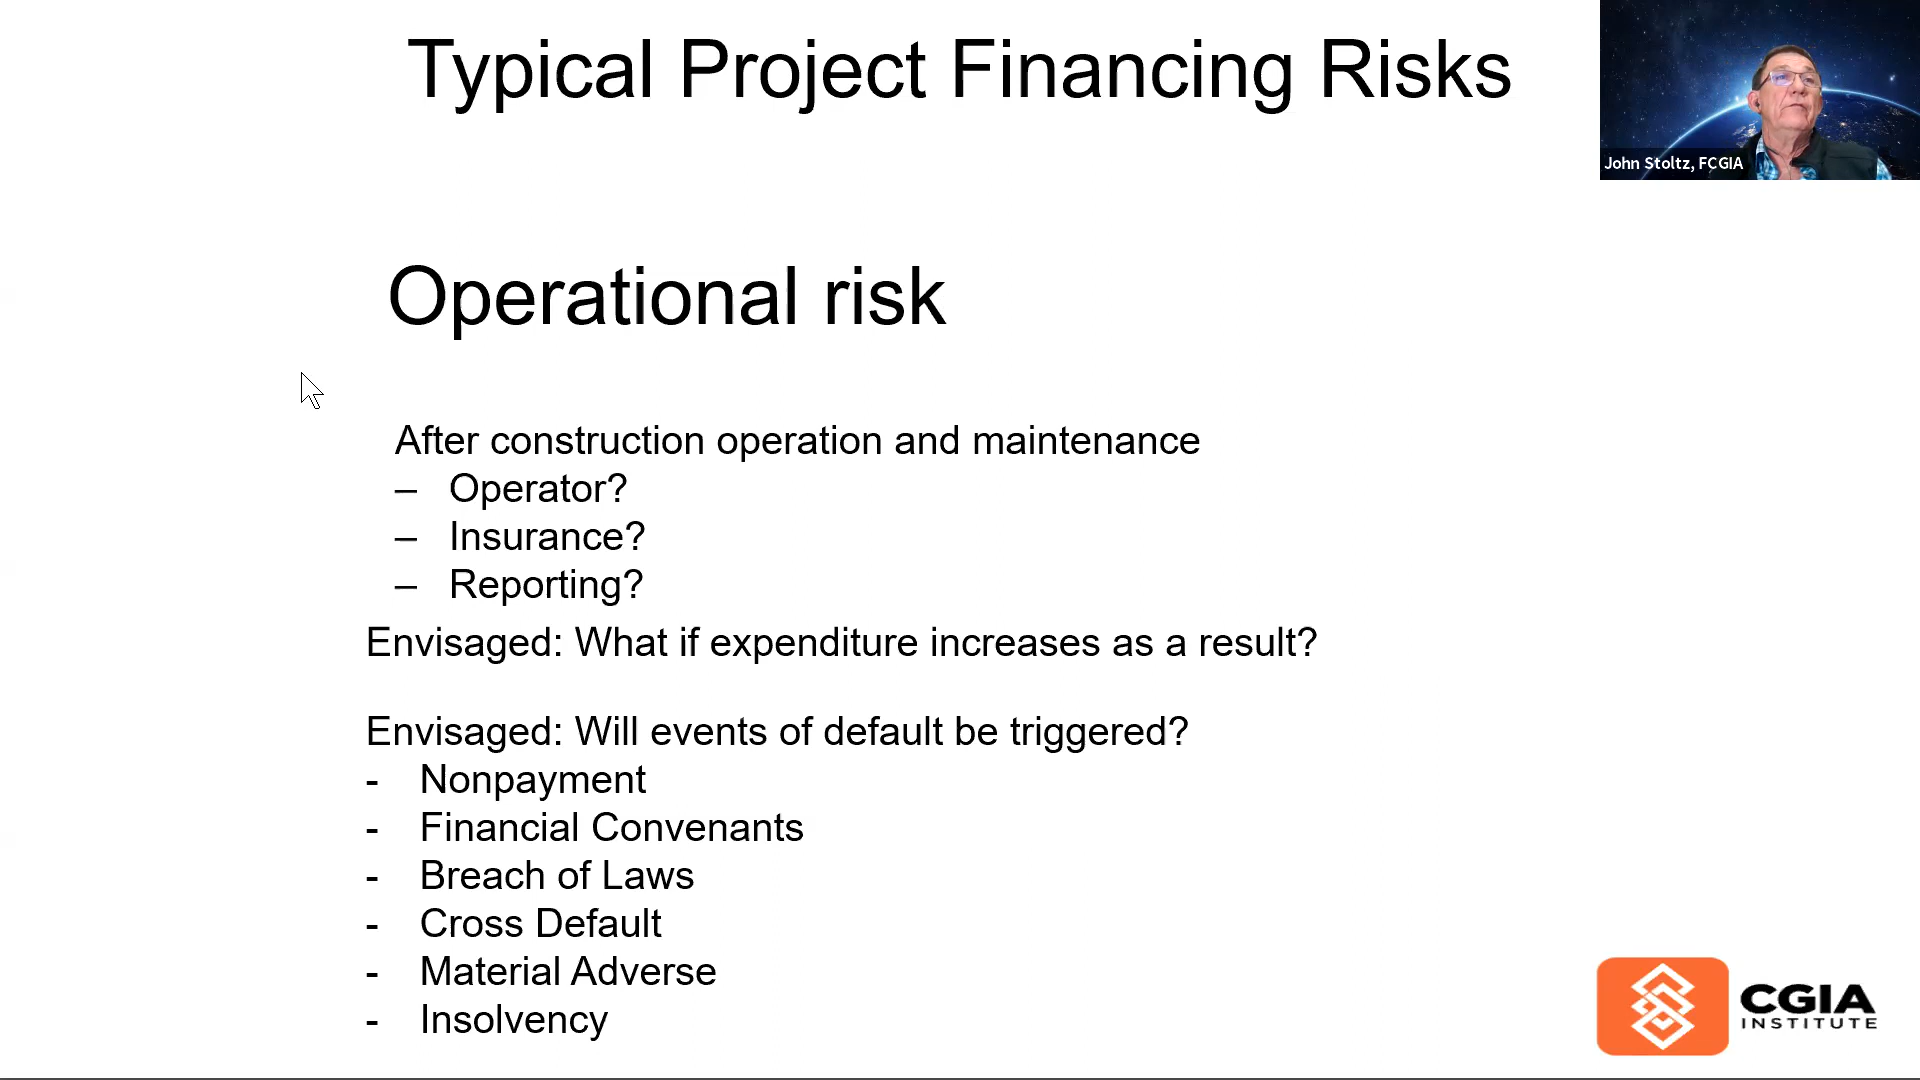 Typical Project Financing Risks
John Stoltz, FCGIA
Operational risk
After construction operation and maintenance
– Operator?
– Insurance?
– Reporting?
Envisaged: What if expenditure increases as a result?
Envisaged: Will events of default be triggered?
- Nonpayment
- Financial Convenants
- Breach of Laws
- Cross Default
- Material Adverse
- Insolvency
CGIA
INSTITUTE